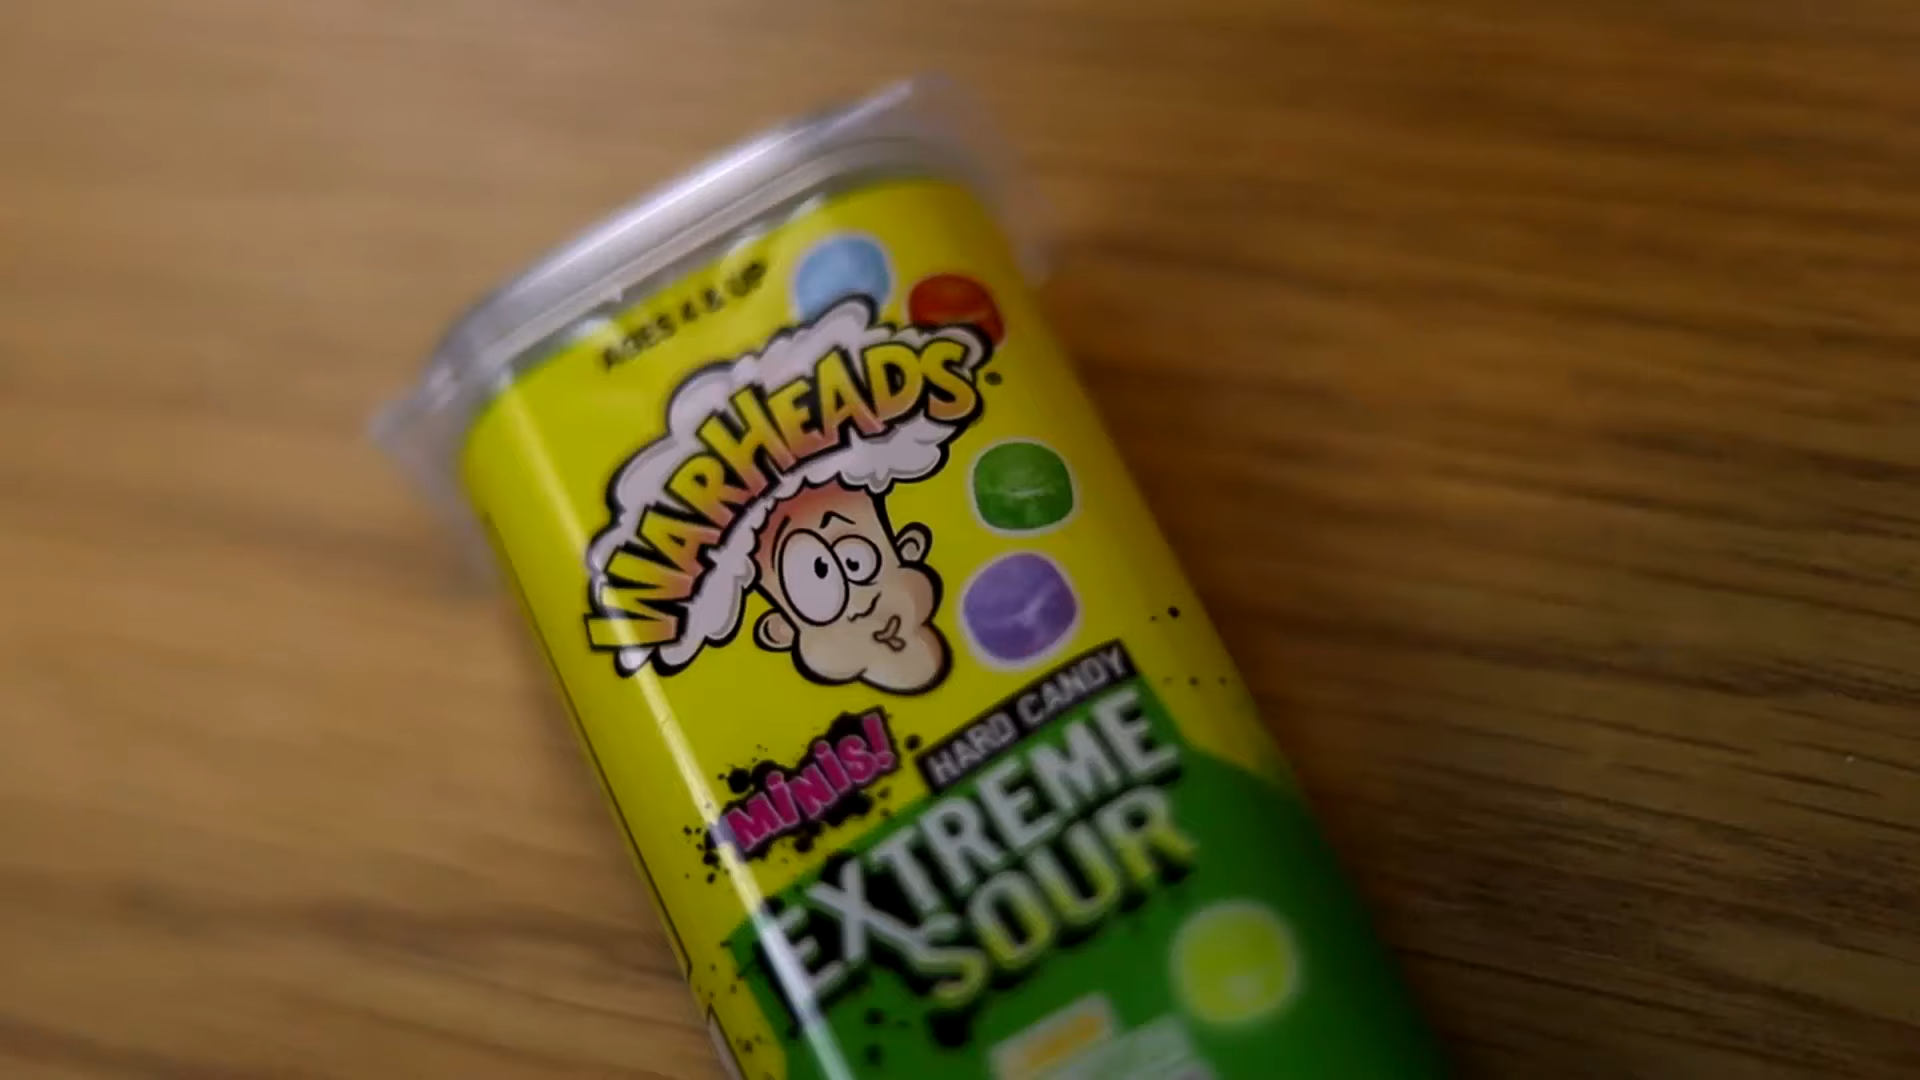 AGES 4 & UP
WARHEADS
MINIS!
HARD CANDY
EXTREME
SOUR